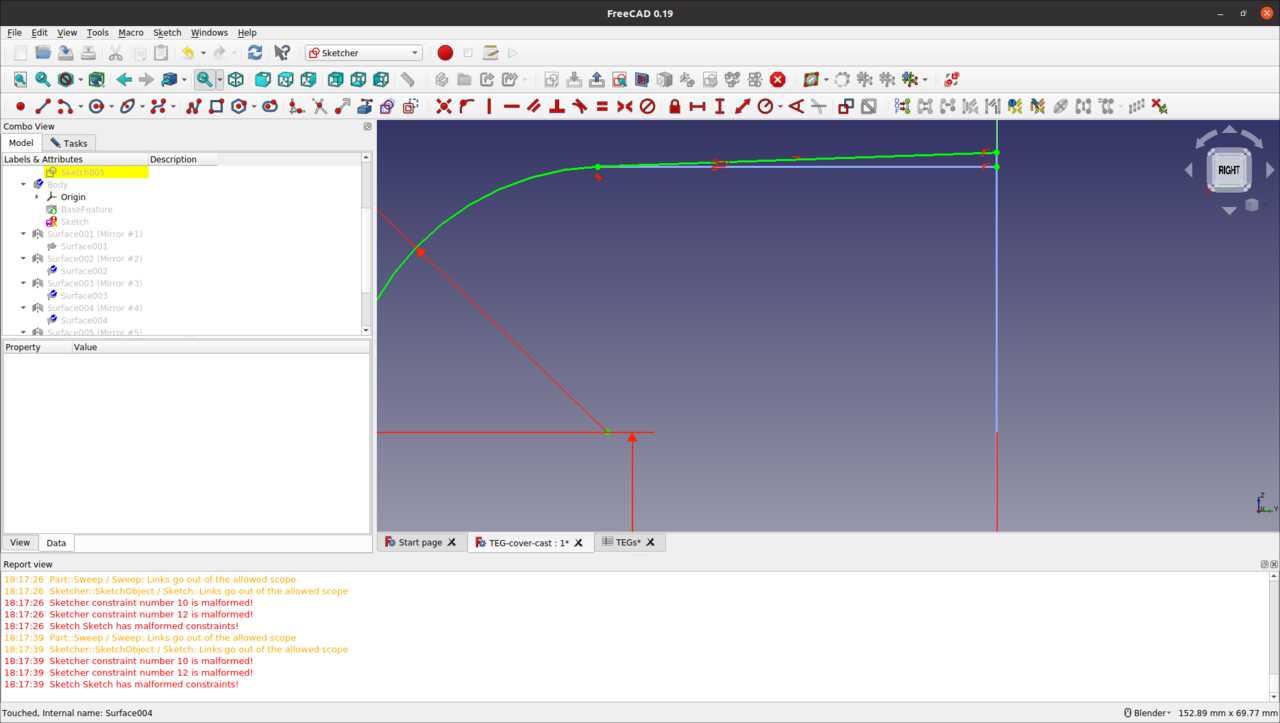 FreeCAD 0.19
File Edit View Tools Macro Sketch Windows Help
Sketcher
Combo View
Model Tasks
Labels & Attributes Description
Sketch005
Body
Origin
BaseFeature
Sketch
Surface001 (Mirror #1)
Surface001
Surface002 (Mirror #2)
Surface002
Surface003 (Mirror #3)
Surface003
Surface004 (Mirror #4)
Surface004
Surface005 (Mirror #5)
Property Value
RIGHT
Z
Y
View Data
Start page TEG-cover-cast : 1* TEGs*
Report view
18:17:26 Part::Sweep / Sweep: Links go out of the allowed scope
18:17:26 Sketcher::SketchObject / Sketch: Links go out of the allowed scope
18:17:26 Sketcher constraint number 10 is malformed!
18:17:26 Sketcher constraint number 12 is malformed!
18:17:26 Sketch Sketch has malformed constraints!
18:17:39 Part::Sweep / Sweep: Links go out of the allowed scope
18:17:39 Sketcher::SketchObject / Sketch: Links go out of the allowed scope
18:17:39 Sketcher constraint number 10 is malformed!
18:17:39 Sketcher constraint number 12 is malformed!
18:17:39 Sketch Sketch has malformed constraints!
Touched, Internal name: Surface004 Blender 152.89 mm x 69.77 mm